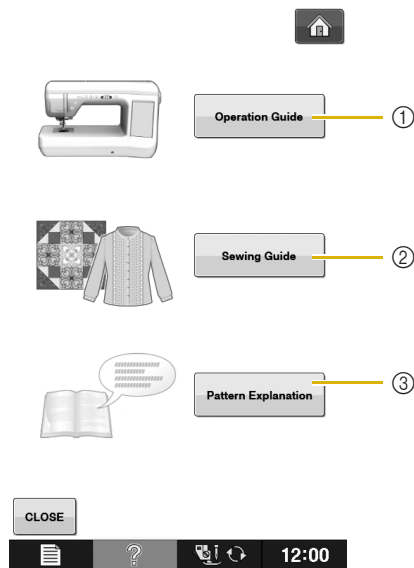 Operation Guide
①
Sewing Guide
②
Pattern Explanation
③
CLOSE
?
12:00